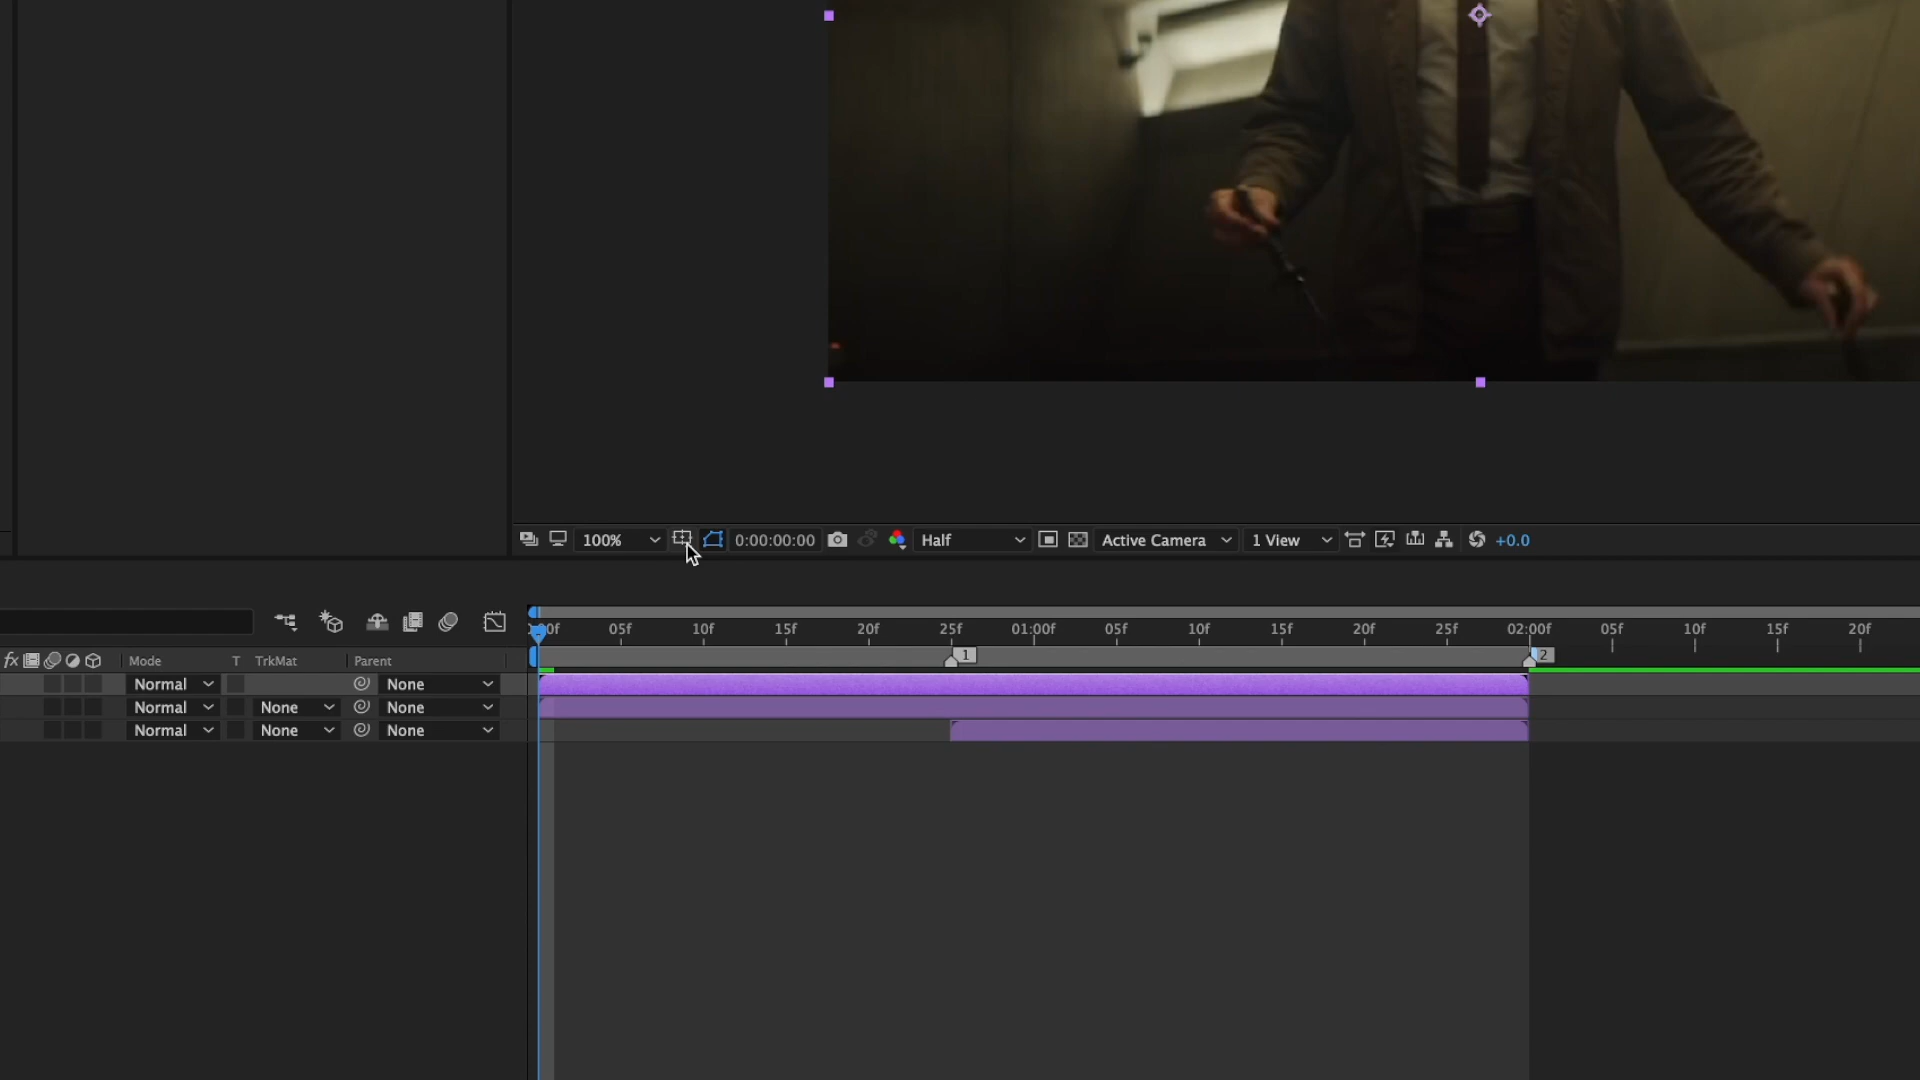 100% 0:00:00:00 Half Active Camera 1 View +0.0
05f 10f 15f 20f 25f 01:00f 05f 10f 15f 20f 25f 02:00f 05f 10f 15f 20f
1 2
fx Mode T TrkMat Parent
Normal None
Normal None None
Normal None None